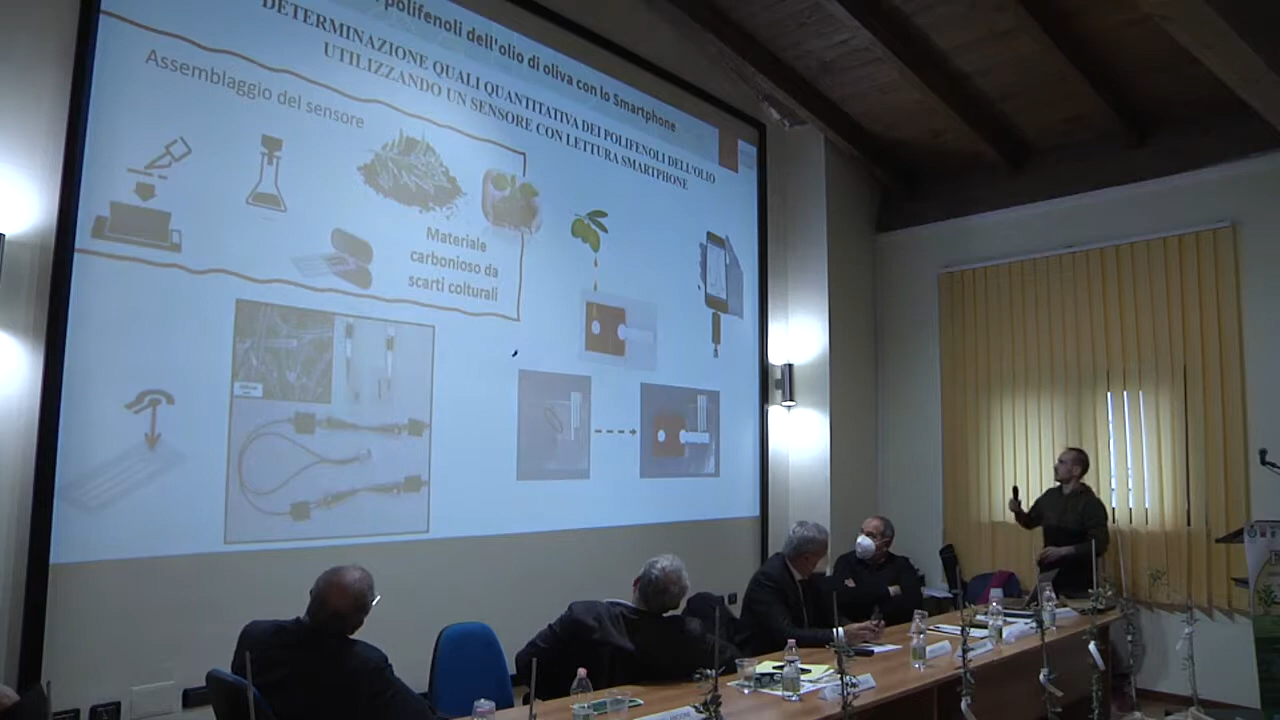 polifenoli dell'olio di oliva con lo Smartphone
DETERMINAZIONE QUALI QUANTITATIVA DEI POLIFENOLI DELL'OLIO
UTILIZZANDO UN SENSORE CON LETTURA SMARTPHONE
Assemblaggio del sensore
Materiale
carbonioso da
scarti colturali